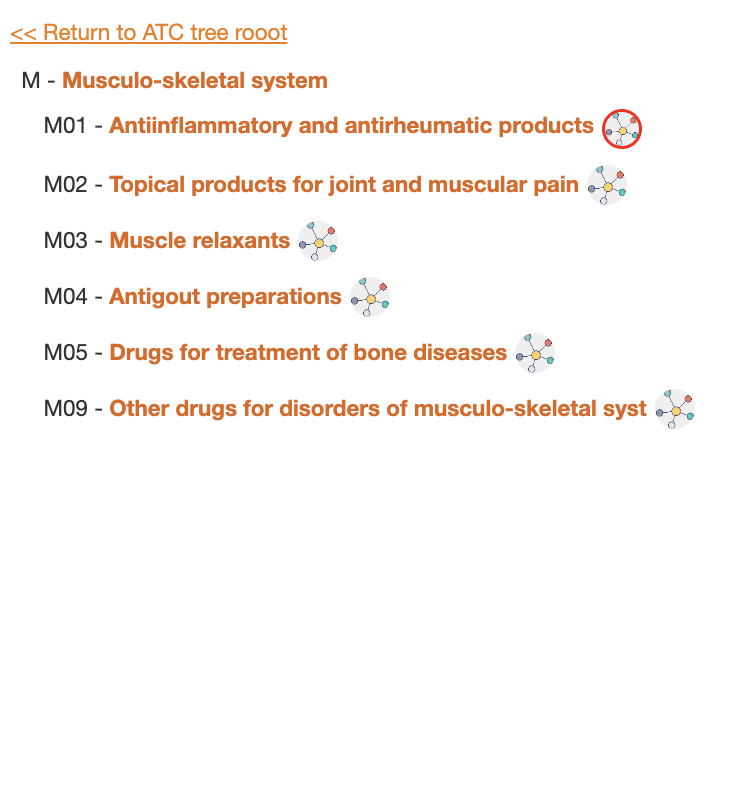 << Return to ATC tree rooot
M - Musculo-skeletal system
M01 - Antiinflammatory and antirheumatic products
M02 - Topical products for joint and muscular pain
M03 - Muscle relaxants
M04 - Antigout preparations
M05 - Drugs for treatment of bone diseases
M09 - Other drugs for disorders of musculo-skeletal syst